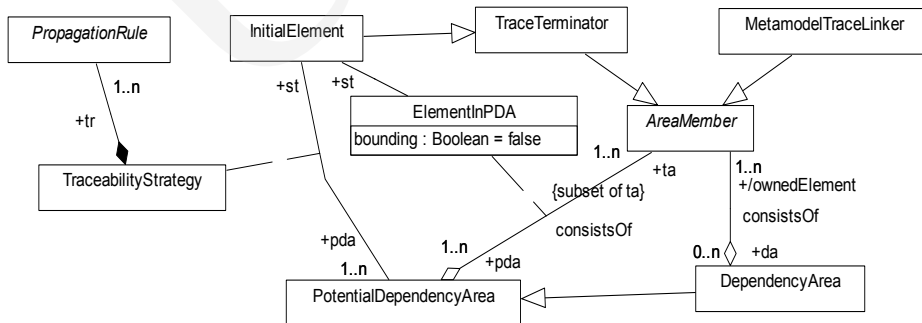 PropagationRule
InitialElement
TraceTerminator
MetamodelTraceLinker
+st
+st
1..n
+tr
ElementInPDA
bounding : Boolean = false
AreaMember
1..n
+ta
1..n
+/ownedElement
TraceabilityStrategy
{subset of ta}
consistsOf
consistsOf
+pda
1..n
1..n
+pda
0..n
+da
PotentialDependencyArea
DependencyArea